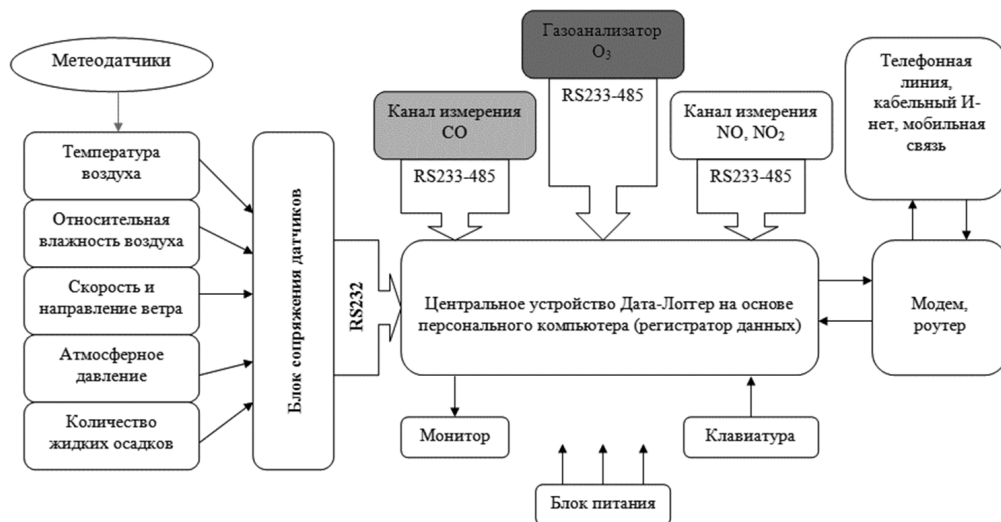 Метеодатчики
Температура
воздуха
Относительная
влажность воздуха
Скорость и
направление ветра
Атмосферное
давление
Количество
жидких осадков
Блок сопряжения датчиков
RS232
Канал измерения
CO
RS233-485
Газоанализатор
O₃
RS233-485
Канал измерения
NO, NO₂
RS233-485
Центральное устройство Дата-Логгер на основе
персонального компьютера (регистратор данных)
Монитор
Клавиатура
Блок питания
Телефонная
линия,
кабельный И-
нет, мобильная
связь
Модем,
роутер